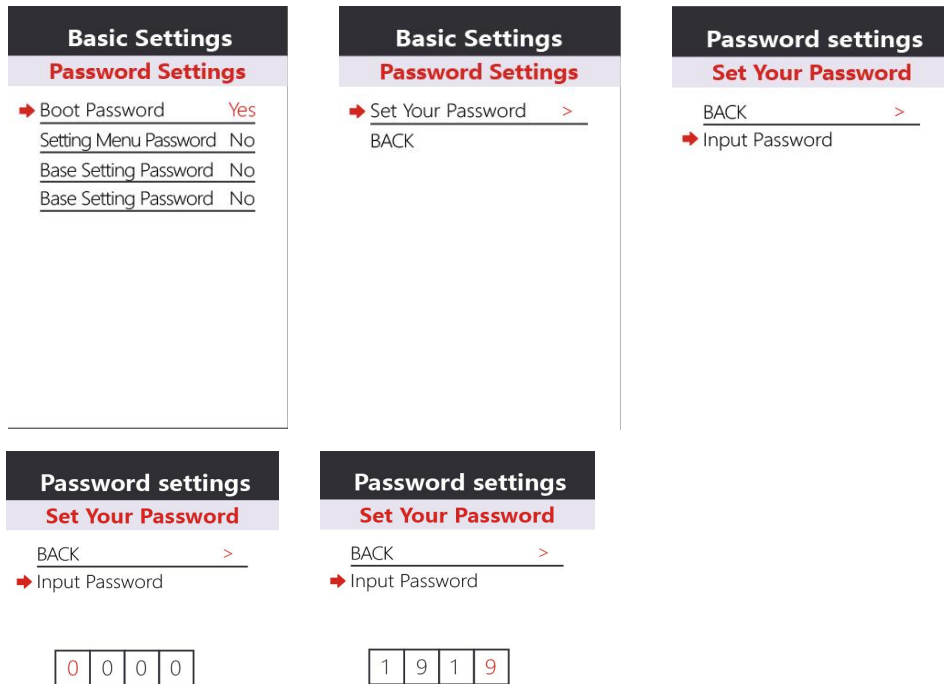 Basic Settings
Password Settings
Boot Password Yes
Setting Menu Password No
Base Setting Password No
Base Setting Password No
Basic Settings
Password Settings
Set Your Password >
BACK
Password settings
Set Your Password
BACK >
Input Password
Password settings
Set Your Password
BACK >
Input Password
0 0 0 0
Password settings
Set Your Password
BACK >
Input Password
1 9 1 9